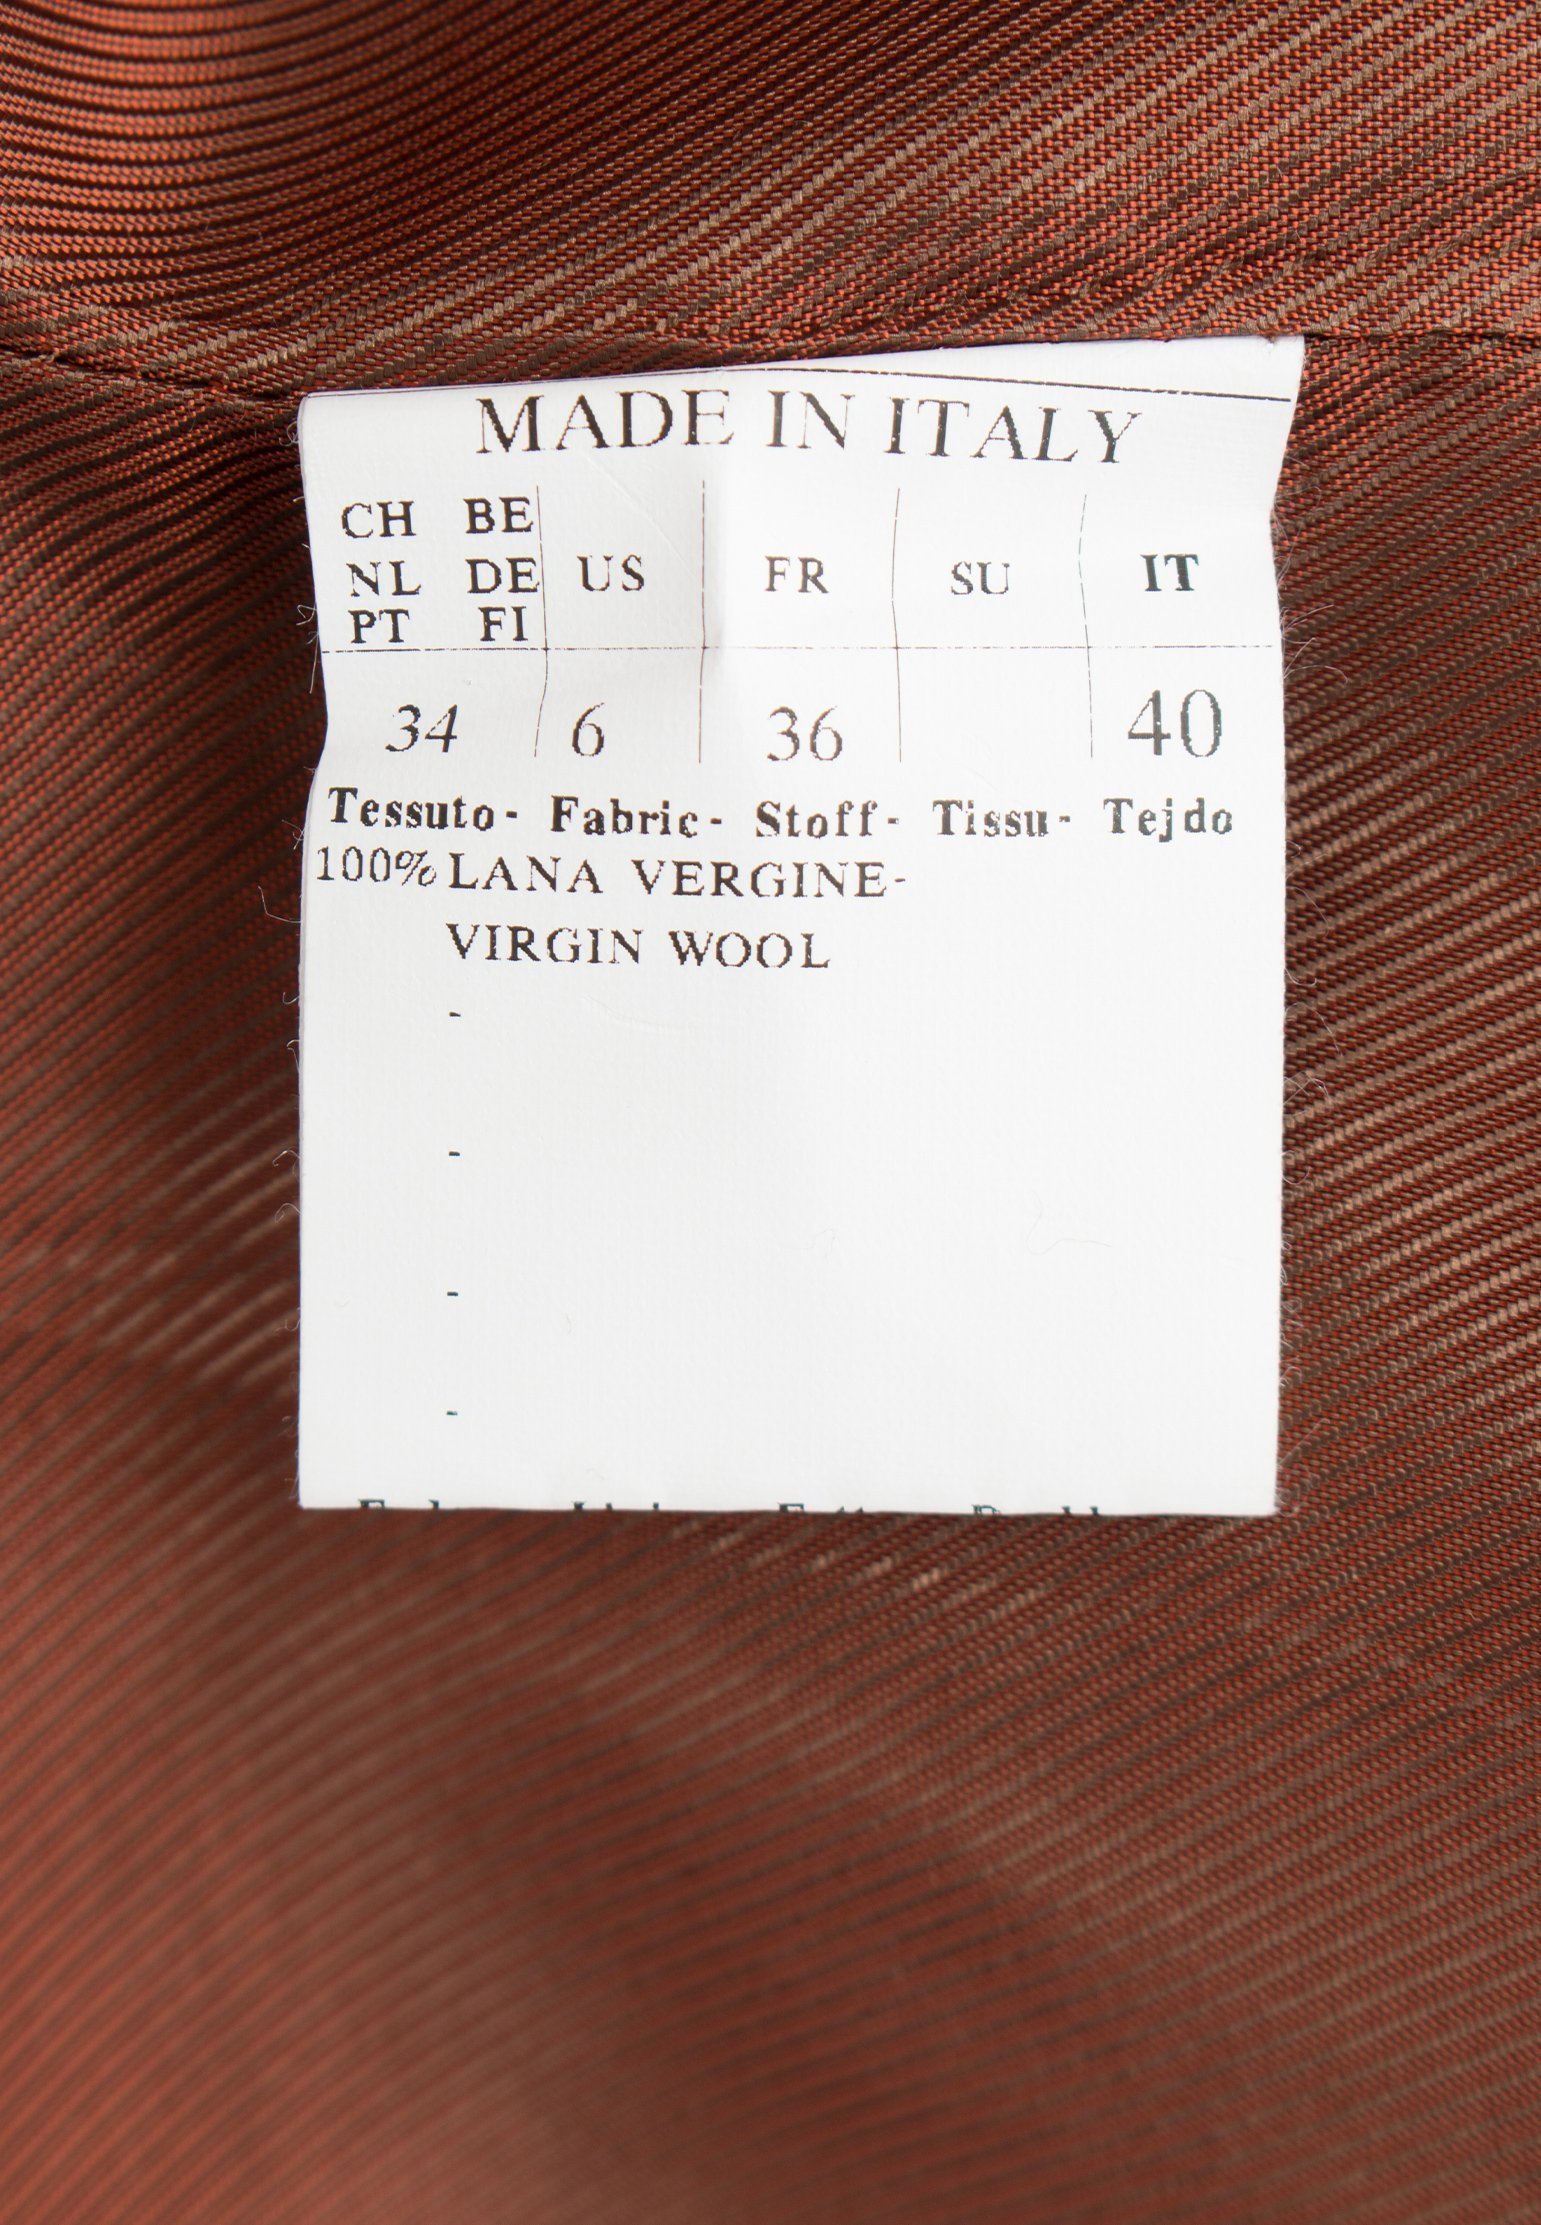 MADE IN ITALY
CH BE
NL DE US FR SU IT
PT FI
34 6 36 40
Tessuto- Fabric- Stoff- Tissu- Tejdo
100% LANA VERGINE-
VIRGIN WOOL
-
-
-
-